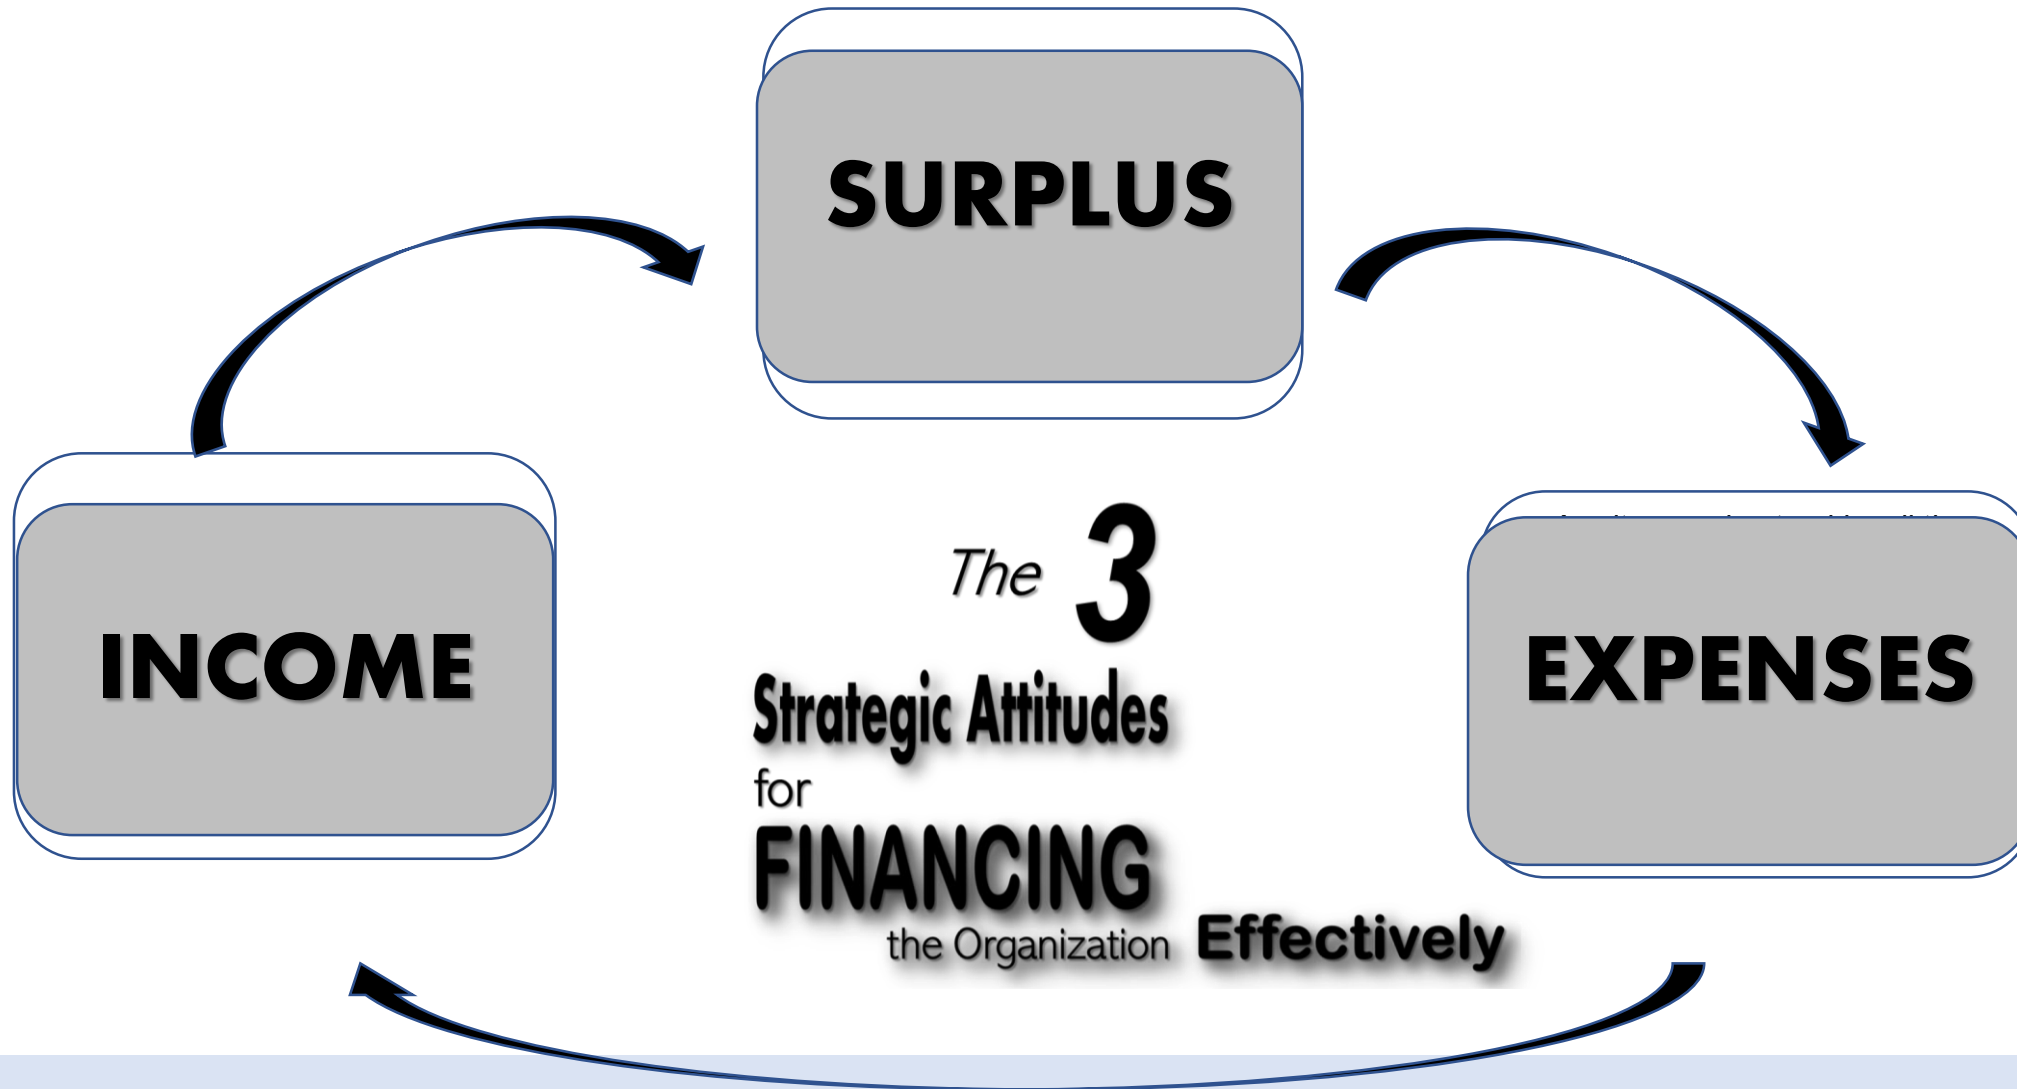 SURPLUS
INCOME
EXPENSES
The 3
Strategic Attitudes
for
FINANCING
the Organization Effectively